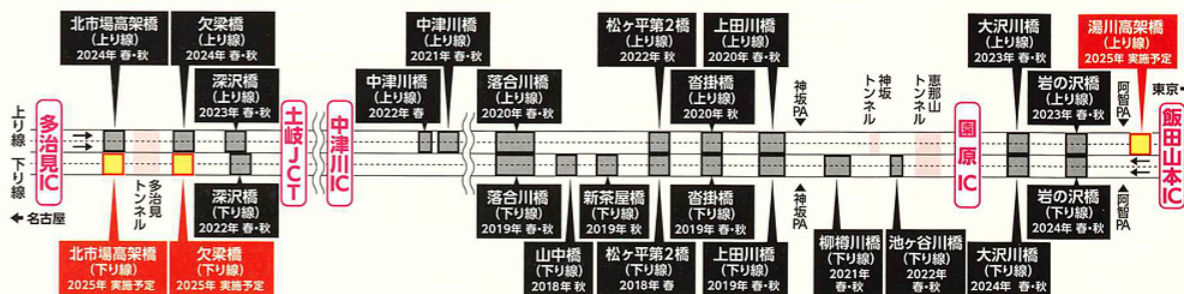 北市場高架橋
(上り線)
2024年 春・秋
欠梁橋
(上り線)
2024年 春・秋
深沢橋
(上り線)
2023年 春・秋
中津川橋
(上り線)
2021年 春・秋
中津川橋
(上り線)
2022年 春
落合川橋
(上り線)
2020年 春・秋
松ヶ平第2橋
(上り線)
2022年 秋
沓掛橋
(上り線)
2020年 春・秋
上田川橋
(上り線)
2020年 春・秋
神坂PA
神坂
トンネル
恵那山
トンネル
大沢川橋
(上り線)
2023年 春・秋
岩の沢橋
(上り線)
2023年 春・秋
湯川高架橋
(上り線)
2025年 実施予定
阿智PA
東京→
上り線
下り線
← 名古屋
多治見IC
多治見
トンネル
土岐JCT
中津川IC
園原IC
飯田山本IC
北市場高架橋
(下り線)
2025年 実施予定
欠梁橋
(下り線)
2025年 実施予定
深沢橋
(下り線)
2022年 春・秋
落合川橋
(下り線)
2019年 春・秋
山中橋
(下り線)
2018年 秋
新茶屋橋
(下り線)
2019年 秋
松ヶ平第2橋
(下り線)
2018年 春
沓掛橋
(下り線)
2019年 春・秋
上田川橋
(下り線)
2019年 春・秋
神坂PA
柳樽川橋
(下り線)
2021年
春・秋
池ヶ谷川橋
(下り線)
2022年
春・秋
大沢川橋
(下り線)
2024年 春・秋
岩の沢橋
(下り線)
2024年 春・秋
阿智PA